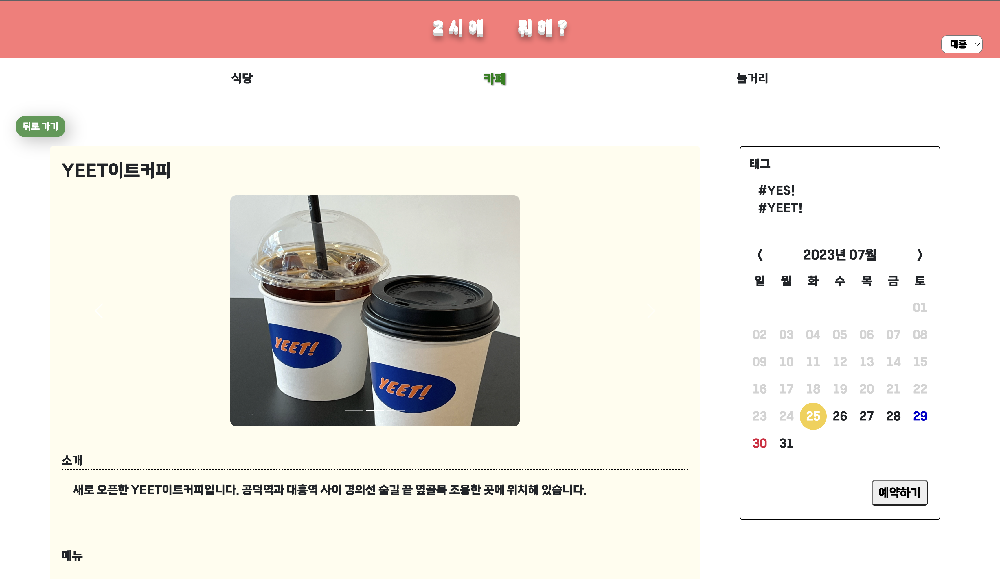 2시에 뭐해?
대흥
식당 카페 놀거리
뒤로 가기
YEET이트커피
YEET!
YEET!
소개
새로 오픈한 YEET이트커피입니다. 공덕역과 대흥역 사이 경의선 숲길 끝 옆골목 조용한 곳에 위치해 있습니다.
메뉴
태그
#YES!
#YEET!
❬ 2023년 07월 ❭
일 월 화 수 목 금 토
01
02 03 04 05 06 07 08
09 10 11 12 13 14 15
16 17 18 19 20 21 22
23 24 25 26 27 28 29
30 31
예약하기